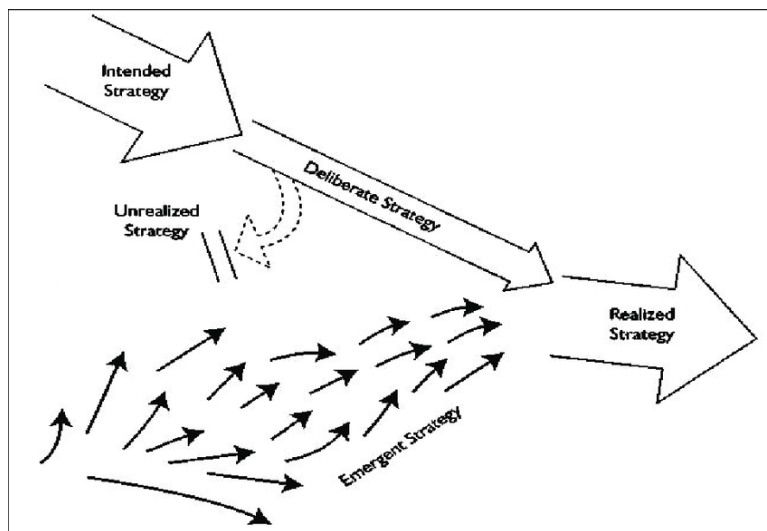 Intended
Strategy
Deliberate Strategy
Unrealized
Strategy
Realized
Strategy
Emergent Strategy